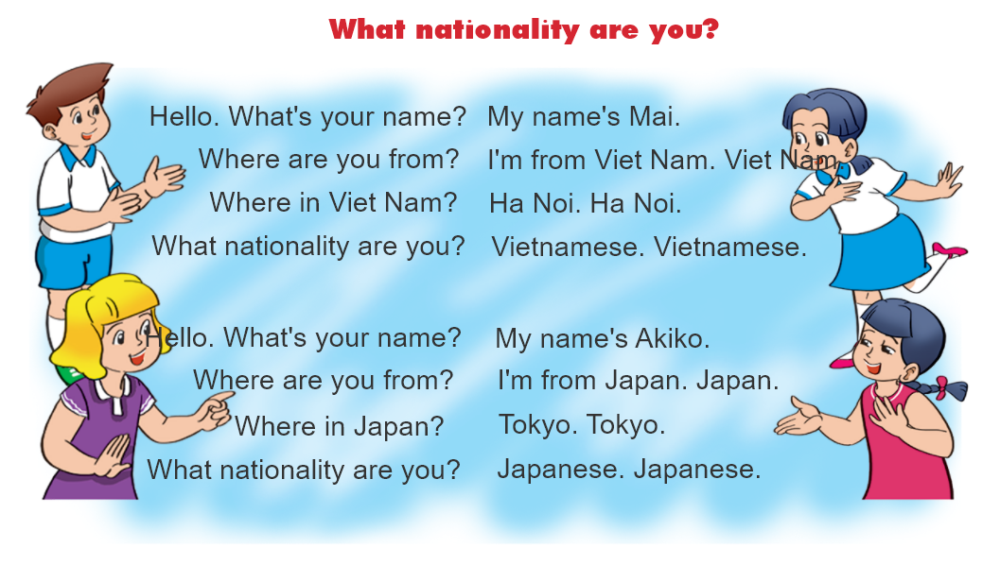 What nationality are you?
Hello. What's your name? My name's Mai.
Where are you from? I'm from Viet Nam. Viet Nam.
Where in Viet Nam? Ha Noi. Ha Noi.
What nationality are you? Vietnamese. Vietnamese.
Hello. What's your name? My name's Akiko.
Where are you from? I'm from Japan. Japan.
Where in Japan? Tokyo. Tokyo.
What nationality are you? Japanese. Japanese.